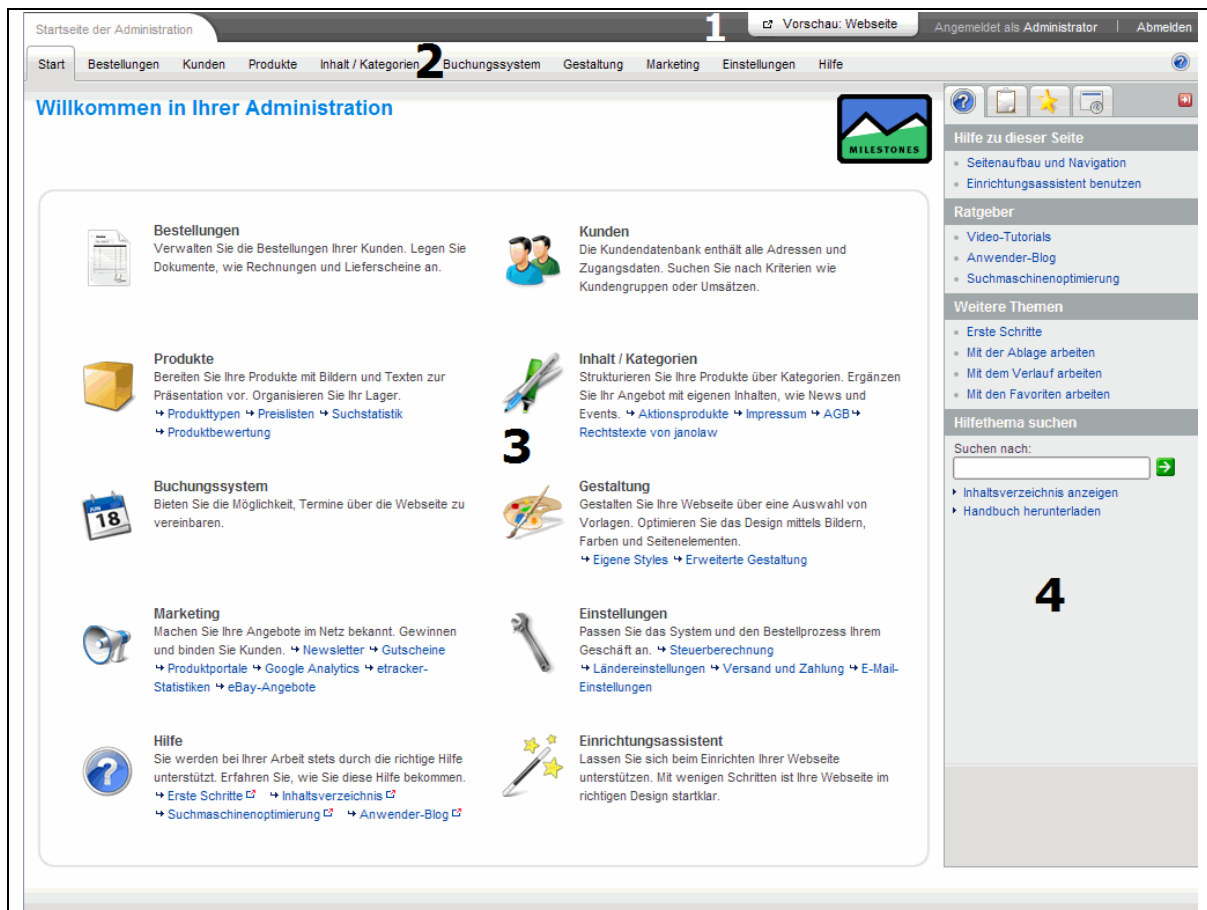 Startseite der Administration
1
Vorschau: Webseite
Angemeldet als Administrator | Abmelden
Start Bestellungen Kunden Produkte Inhalt / Kategorien 2 Buchungssystem Gestaltung Marketing Einstellungen Hilfe
Willkommen in Ihrer Administration
MILESTONES
Bestellungen
Verwalten Sie die Bestellungen Ihrer Kunden. Legen Sie
Dokumente, wie Rechnungen und Lieferscheine an.
Kunden
Die Kundendatenbank enthält alle Adressen und
Zugangsdaten. Suchen Sie nach Kriterien wie
Kundengruppen oder Umsätzen.
Produkte
Bereiten Sie Ihre Produkte mit Bildern und Texten zur
Präsentation vor. Organisieren Sie Ihr Lager.
↪ Produkttypen ↪ Preislisten ↪ Suchstatistik
↪ Produktbewertung
Inhalt / Kategorien
Strukturieren Sie Ihre Produkte über Kategorien. Ergänzen
Sie Ihr Angebot mit eigenen Inhalten, wie News und
Events. ↪ Aktionsprodukte ↪ Impressum ↪ AGB ↪
Rechtstexte von janolaw
3
Buchungssystem
Bieten Sie die Möglichkeit, Termine über die Webseite zu
vereinbaren.
JUN
18
Gestaltung
Gestalten Sie Ihre Webseite über eine Auswahl von
Vorlagen. Optimieren Sie das Design mittels Bildern,
Farben und Seitenelementen.
↪ Eigene Styles ↪ Erweiterte Gestaltung
Marketing
Machen Sie Ihre Angebote im Netz bekannt. Gewinnen
und binden Sie Kunden. ↪ Newsletter ↪ Gutscheine
↪ Produktportale ↪ Google Analytics ↪ etracker-
Statistiken ↪ eBay-Angebote
Einstellungen
Passen Sie das System und den Bestellprozess Ihrem
Geschäft an. ↪ Steuerberechnung
↪ Ländereinstellungen ↪ Versand und Zahlung ↪ E-Mail-
Einstellungen
Hilfe
Sie werden bei Ihrer Arbeit stets durch die richtige Hilfe
unterstützt. Erfahren Sie, wie Sie diese Hilfe bekommen.
↪ Erste Schritte ↪ Inhaltsverzeichnis
↪ Suchmaschinenoptimierung ↪ Anwender-Blog
Einrichtungsassistent
Lassen Sie sich beim Einrichten Ihrer Webseite
unterstützen. Mit wenigen Schritten ist Ihre Webseite im
richtigen Design startklar.
Hilfe zu dieser Seite
Seitenaufbau und Navigation
Einrichtungsassistent benutzen
Ratgeber
Video-Tutorials
Anwender-Blog
Suchmaschinenoptimierung
Weitere Themen
Erste Schritte
Mit der Ablage arbeiten
Mit dem Verlauf arbeiten
Mit den Favoriten arbeiten
Hilfethema suchen
Suchen nach:
Inhaltsverzeichnis anzeigen
Handbuch herunterladen
4